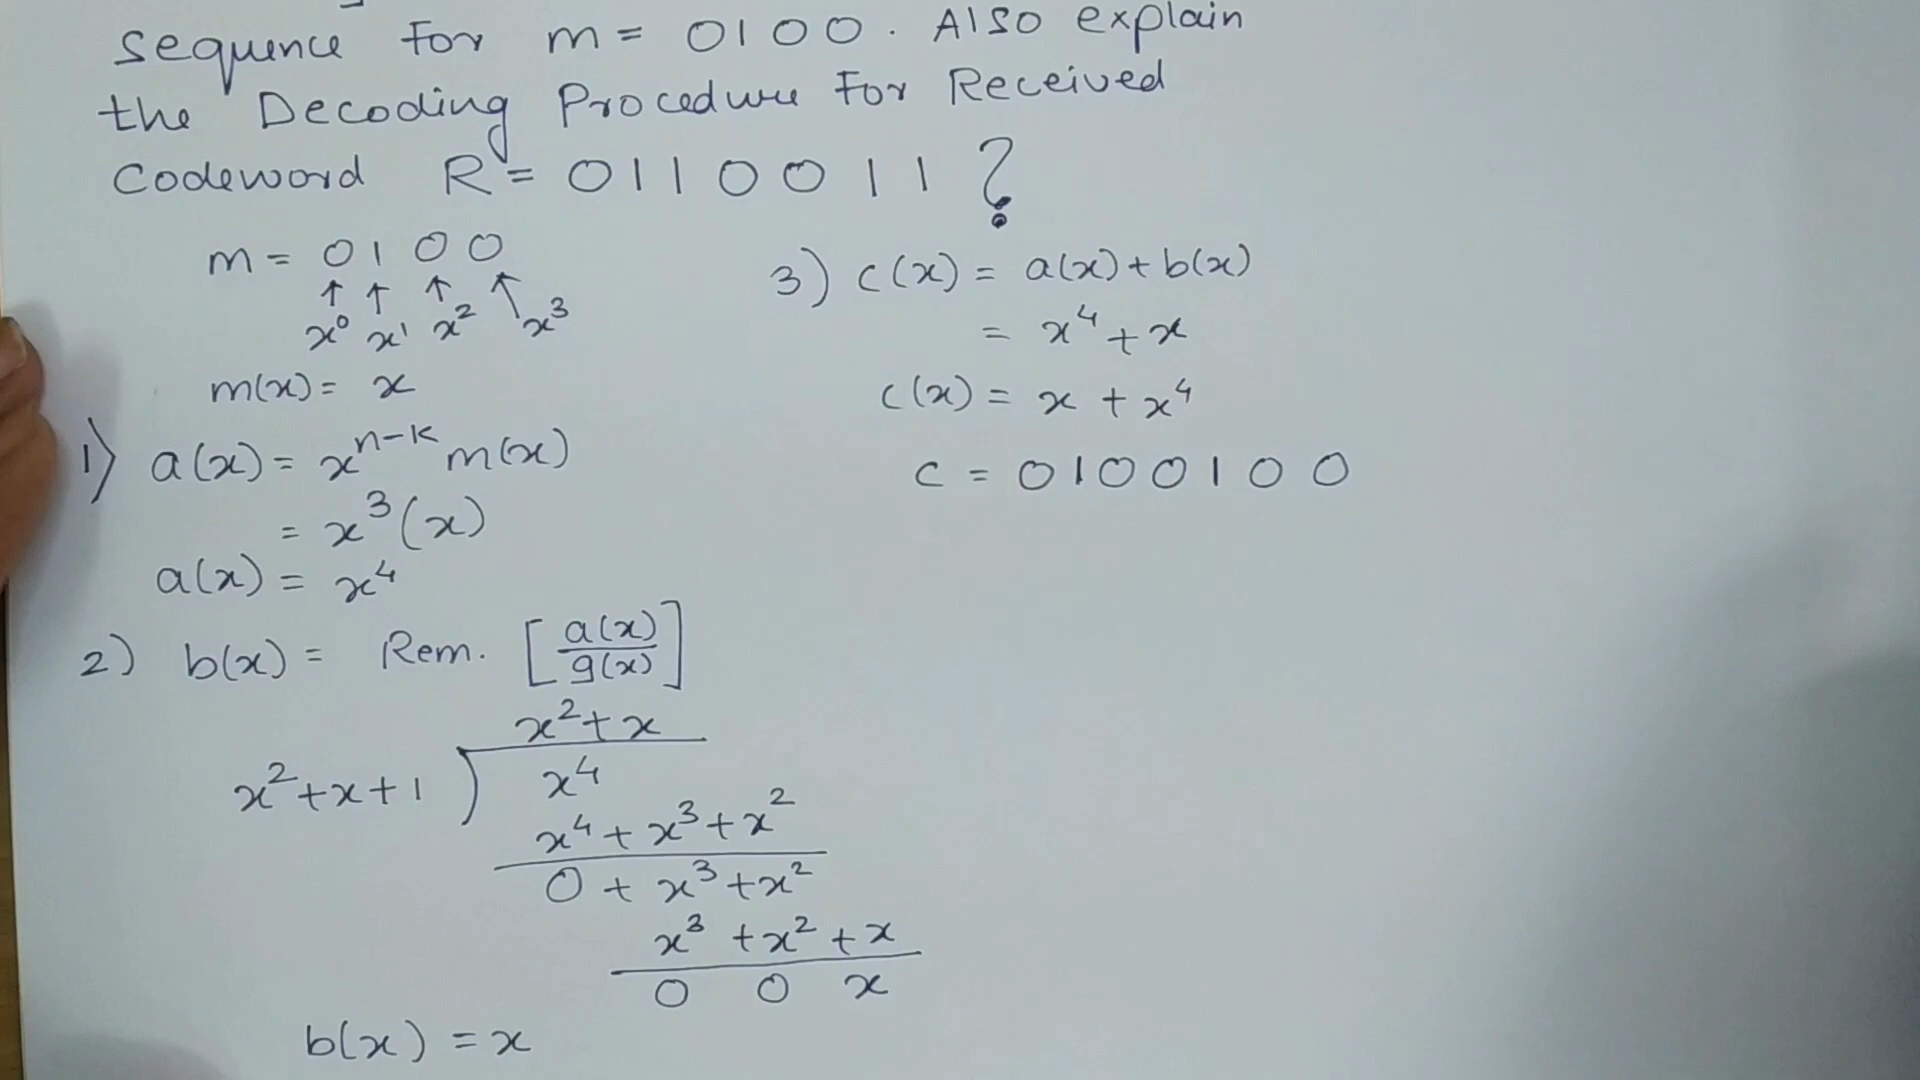 sequence For m = 0100. Also explain
the Decoding Procedure For Received
Codeword R = 0110011 ?
m = 0100
↑ ↑ ↑ ↑
x⁰ x¹ x² x³
m(x) = x
1) a(x) = xⁿ⁻ᵏ m(x)
= x³(x)
a(x) = x⁴
2) b(x) = Rem. [a(x)/g(x)]
x² + x
x² + x + 1 ) x⁴
x⁴ + x³ + x²
0 + x³ + x²
x³ + x² + x
0 0 x
b(x) = x
3) c(x) = a(x) + b(x)
= x⁴ + x
c(x) = x + x⁴
c = 0100100